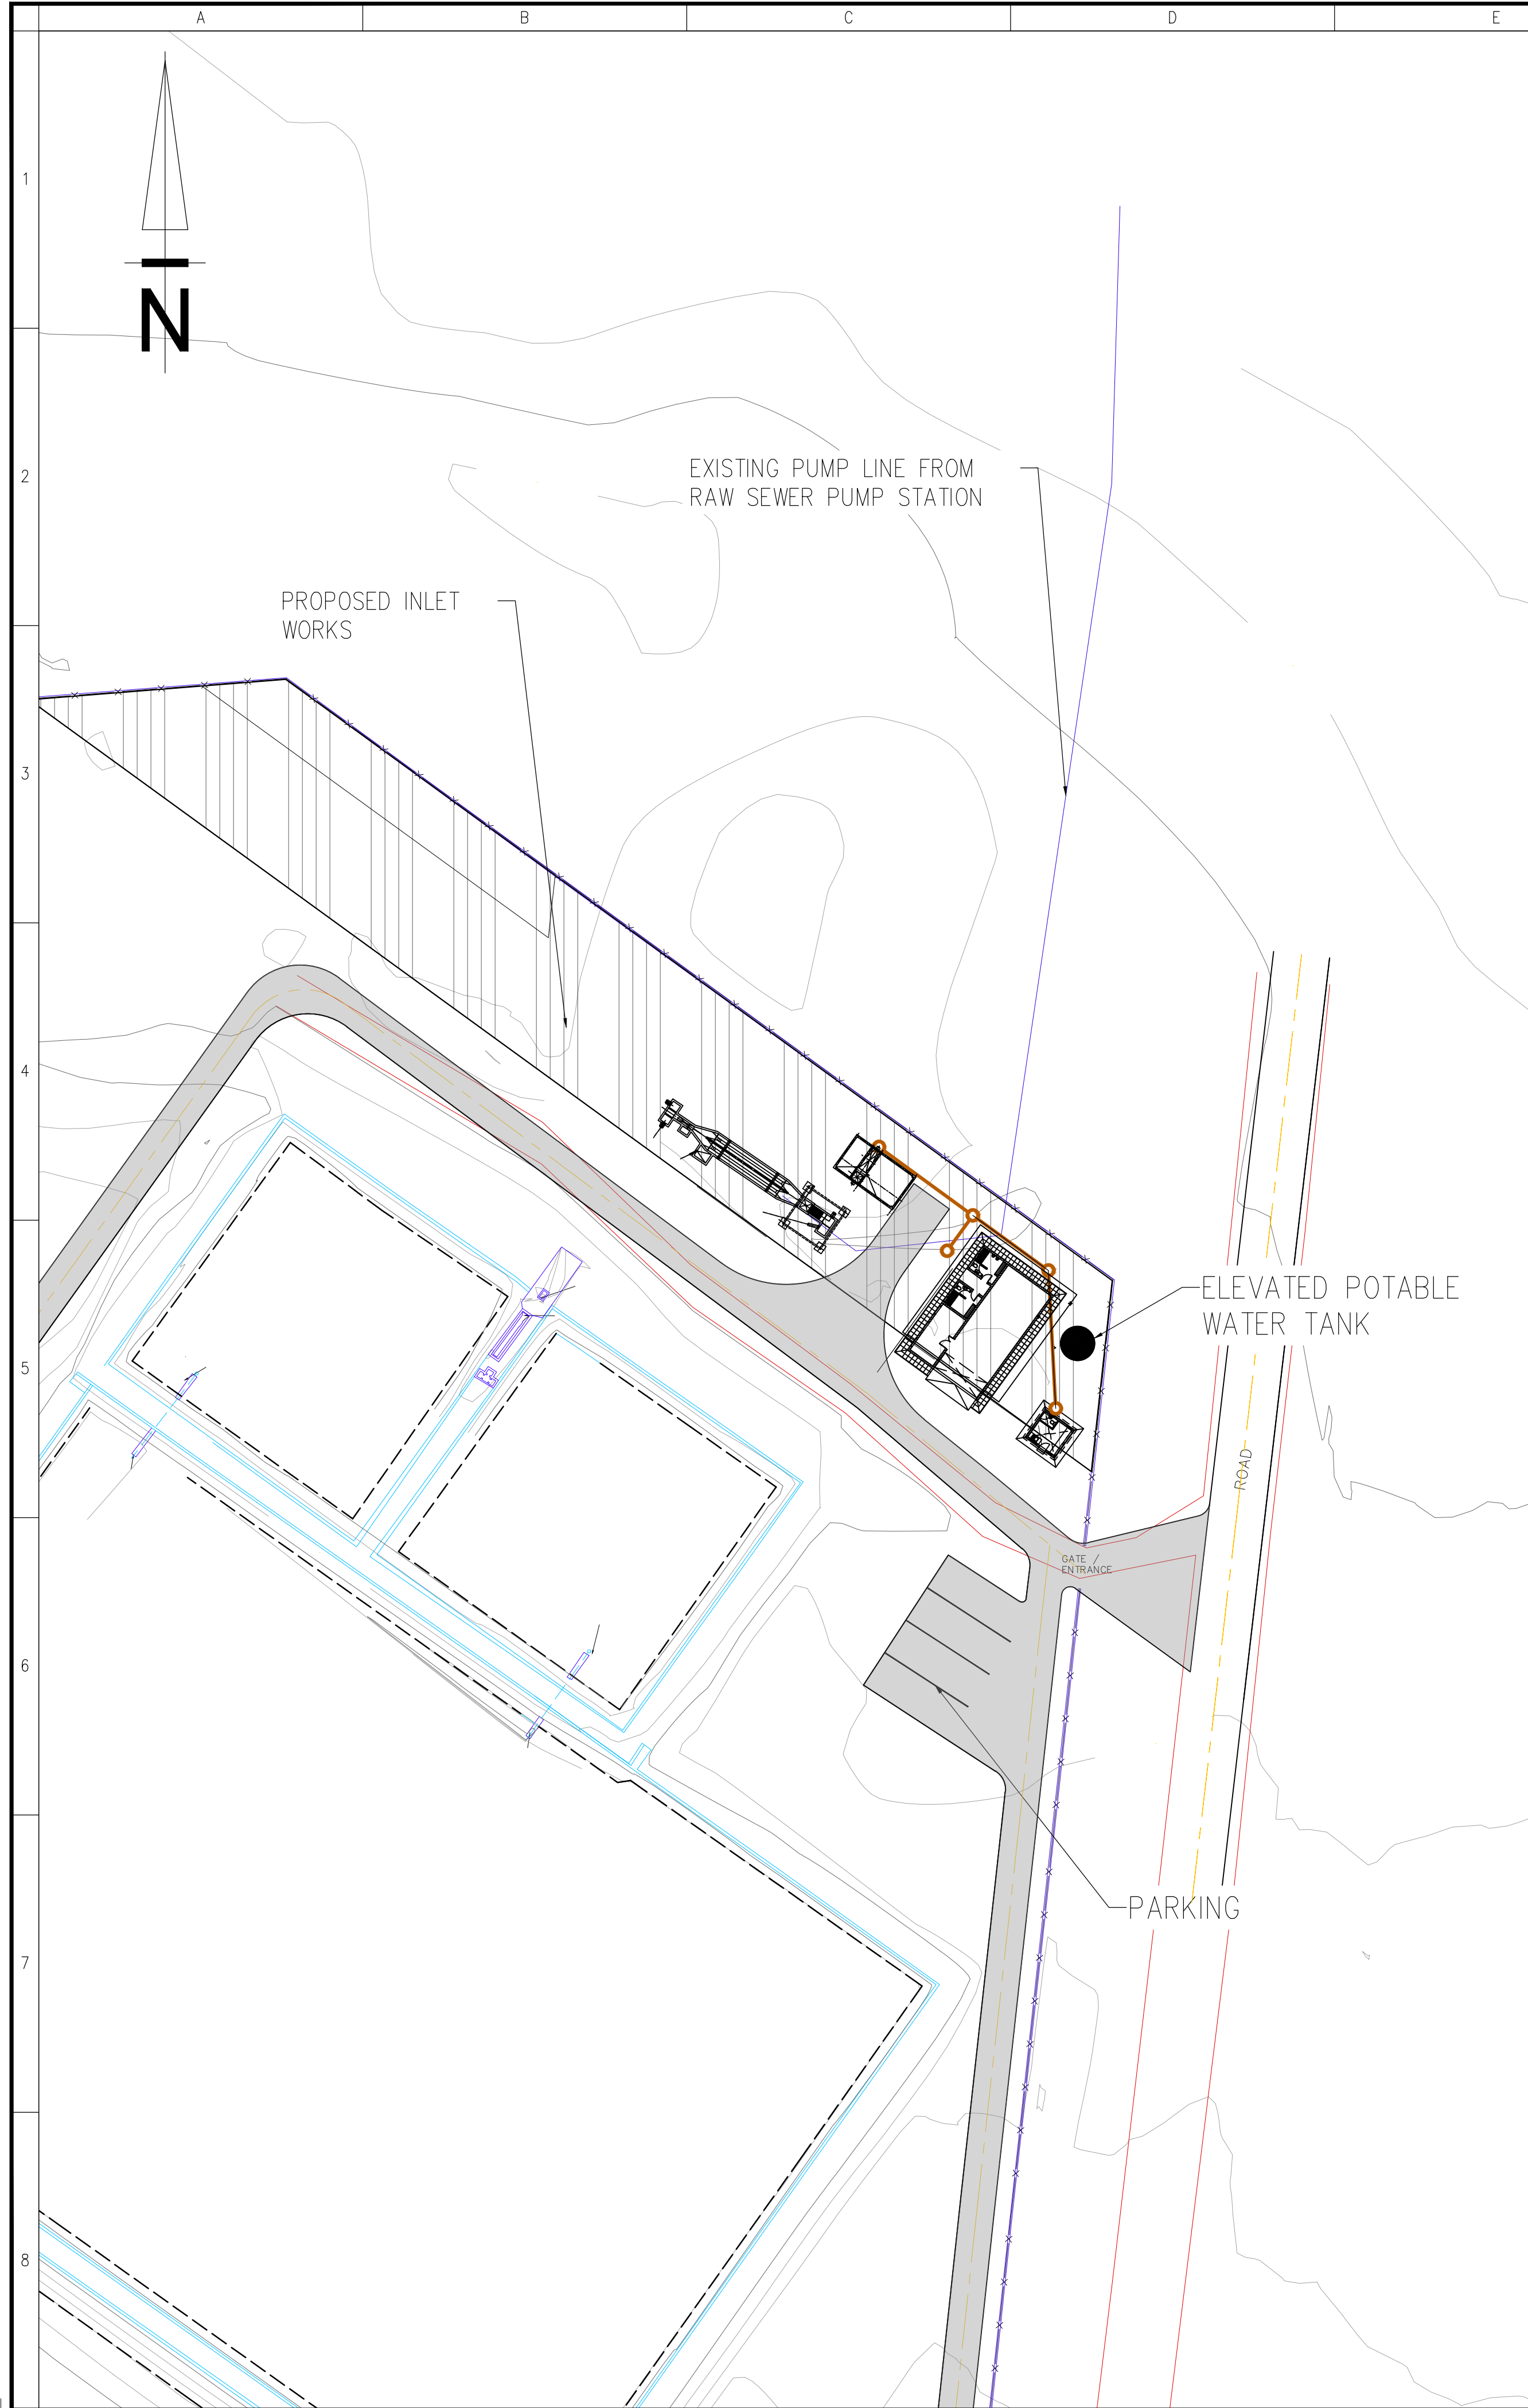 A B C D E
1
N
2
EXISTING PUMP LINE FROM
RAW SEWER PUMP STATION
PROPOSED INLET
WORKS
3
4
ELEVATED POTABLE
WATER TANK
5
ROAD
GATE /
ENTRANCE
6
PARKING
7
8